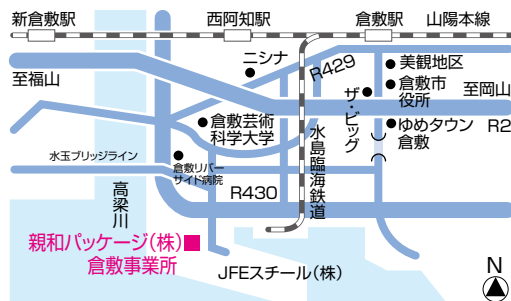 新倉敷駅
西阿知駅
倉敷駅
山陽本線
ニシナ
R429
美観地区
至福山
ザ・ビッグ
倉敷市
役所
至岡山
倉敷芸術
科学大学
ゆめタウン
倉敷
R2
水玉ブリッジライン
倉敷リバー
サイド病院
水島臨海鉄道
高梁川
R430
親和パッケージ(株)
倉敷事業所
JFEスチール(株)
N